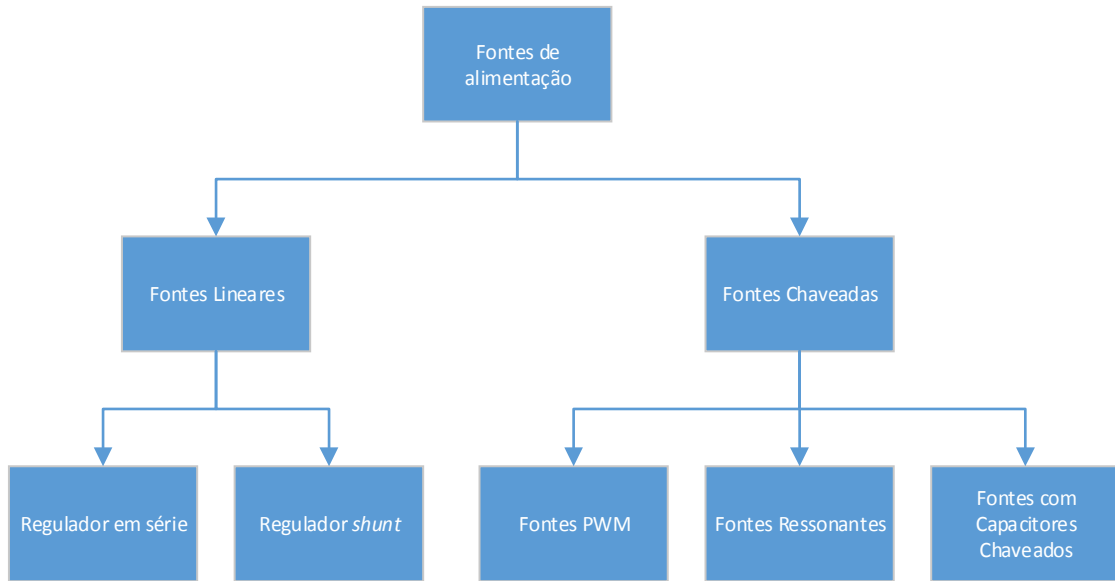 Fontes de
alimentação
Fontes Lineares
Fontes Chaveadas
Regulador em série
Regulador shunt
Fontes PWM
Fontes Ressonantes
Fontes com
Capacitores
Chaveados